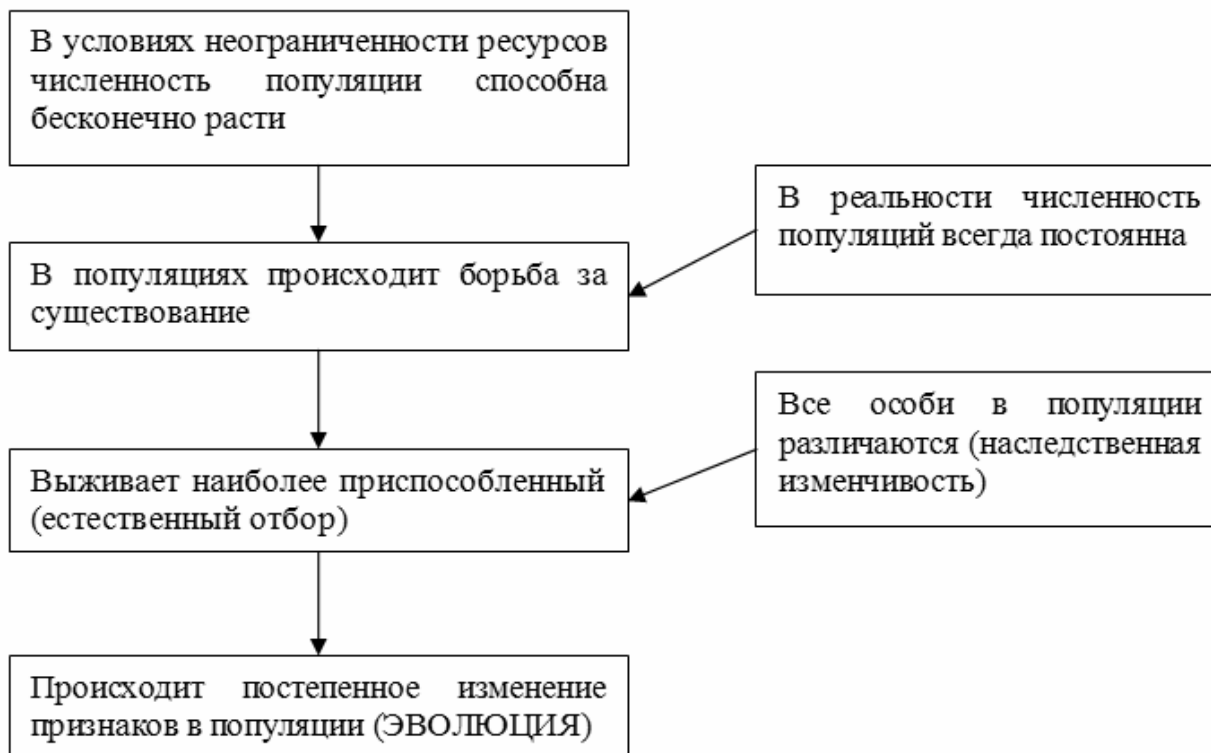 В условиях неограниченности ресурсов
численность популяции способна
бесконечно расти
В реальности численность
популяций всегда постоянна
В популяциях происходит борьба за
существование
Все особи в популяции
различаются (наследственная
изменчивость)
Выживает наиболее приспособленный
(естественный отбор)
Происходит постепенное изменение
признаков в популяции (ЭВОЛЮЦИЯ)